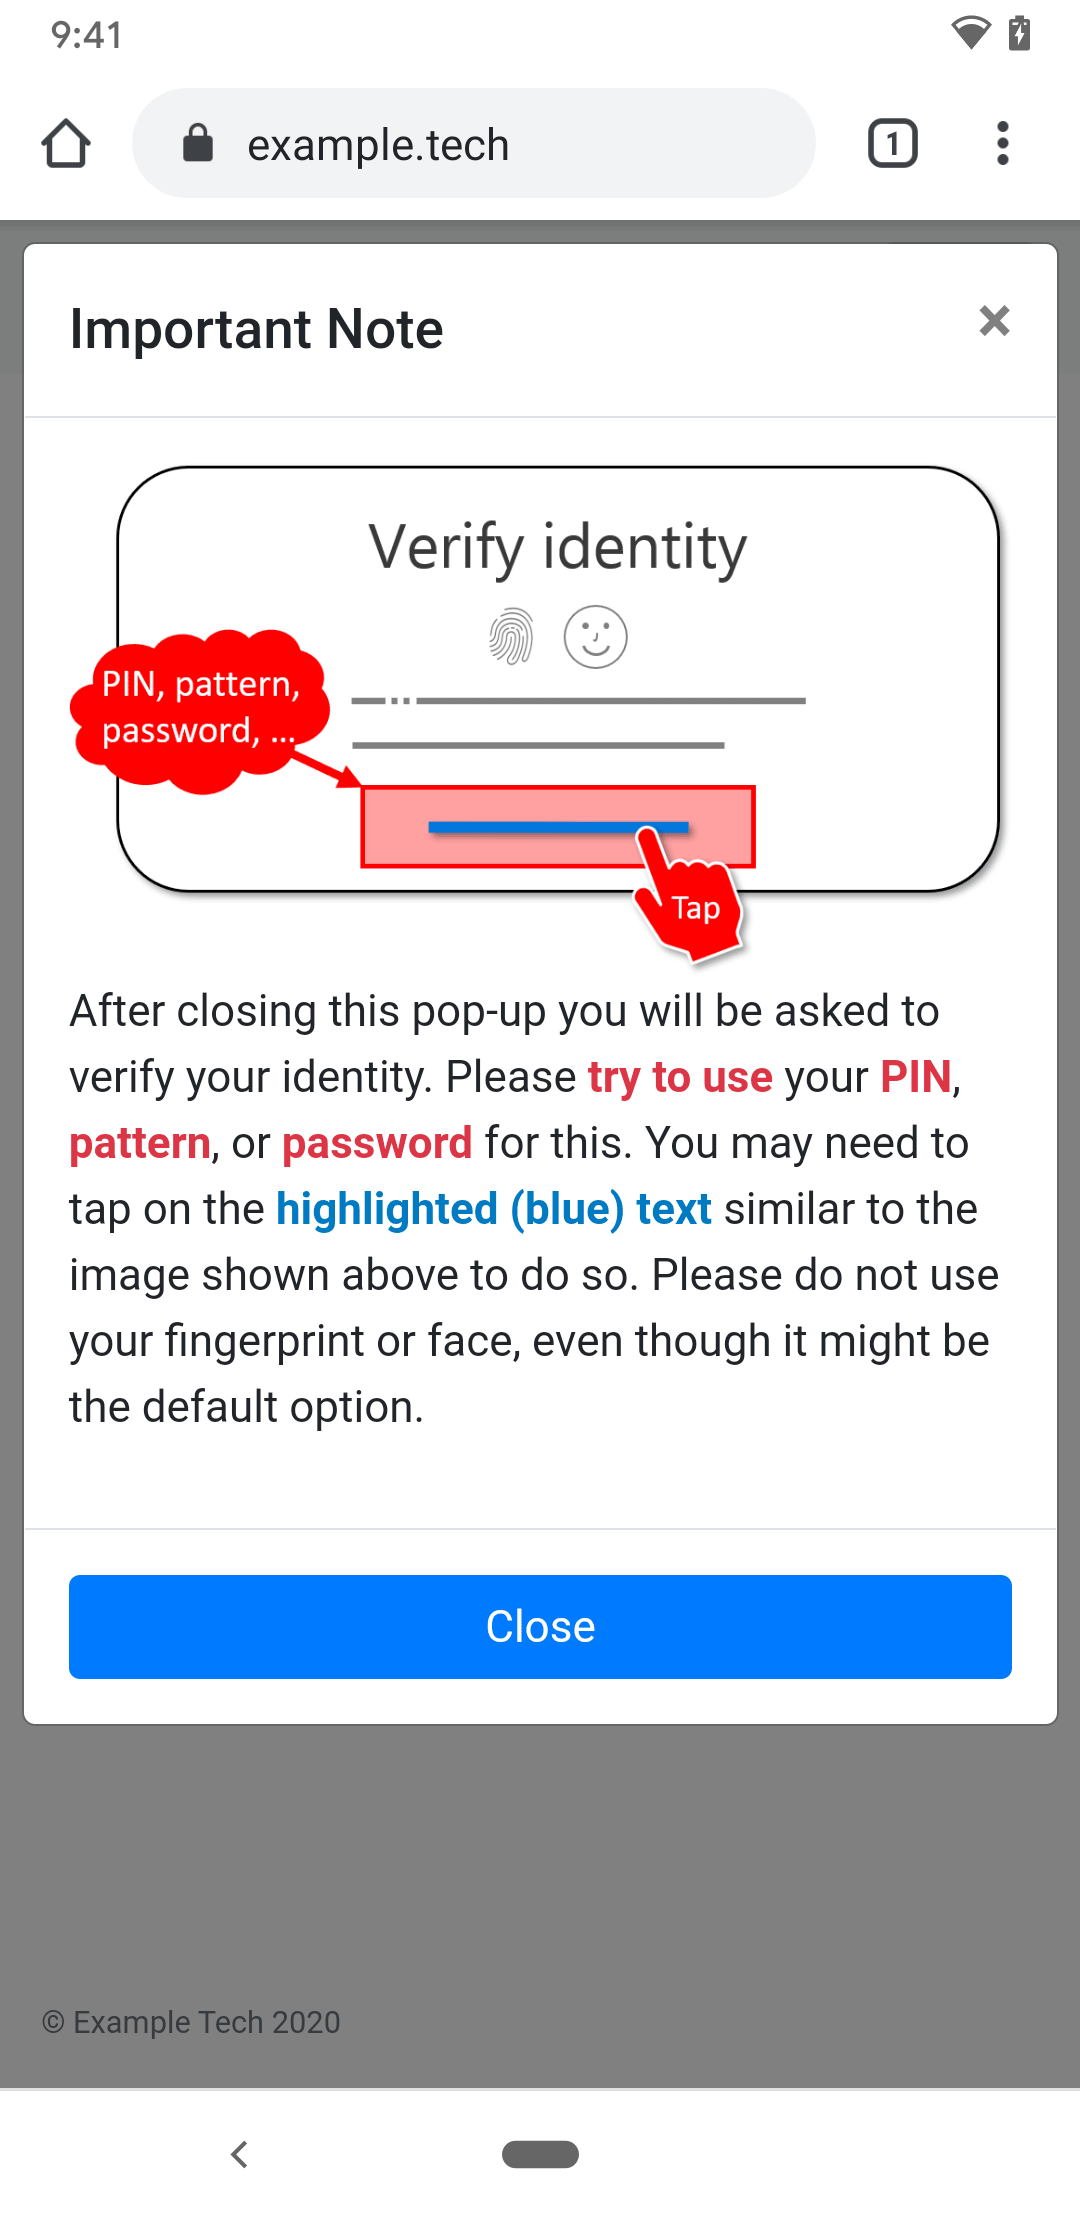 9:41
example.tech
1
Important Note
×
Verify identity
PIN, pattern,
password, ...
Tap
After closing this pop-up you will be asked to
verify your identity. Please try to use your PIN,
pattern, or password for this. You may need to
tap on the highlighted (blue) text similar to the
image shown above to do so. Please do not use
your fingerprint or face, even though it might be
the default option.
Close
© Example Tech 2020